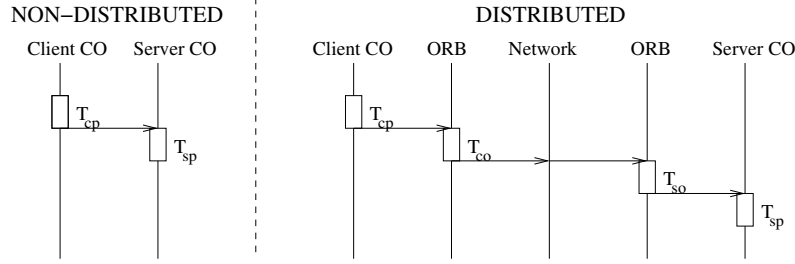 NON–DISTRIBUTED
DISTRIBUTED
Client CO
Server CO
Client CO
ORB
Network
ORB
Server CO
Tcp
Tsp
Tcp
Tco
Tso
Tsp